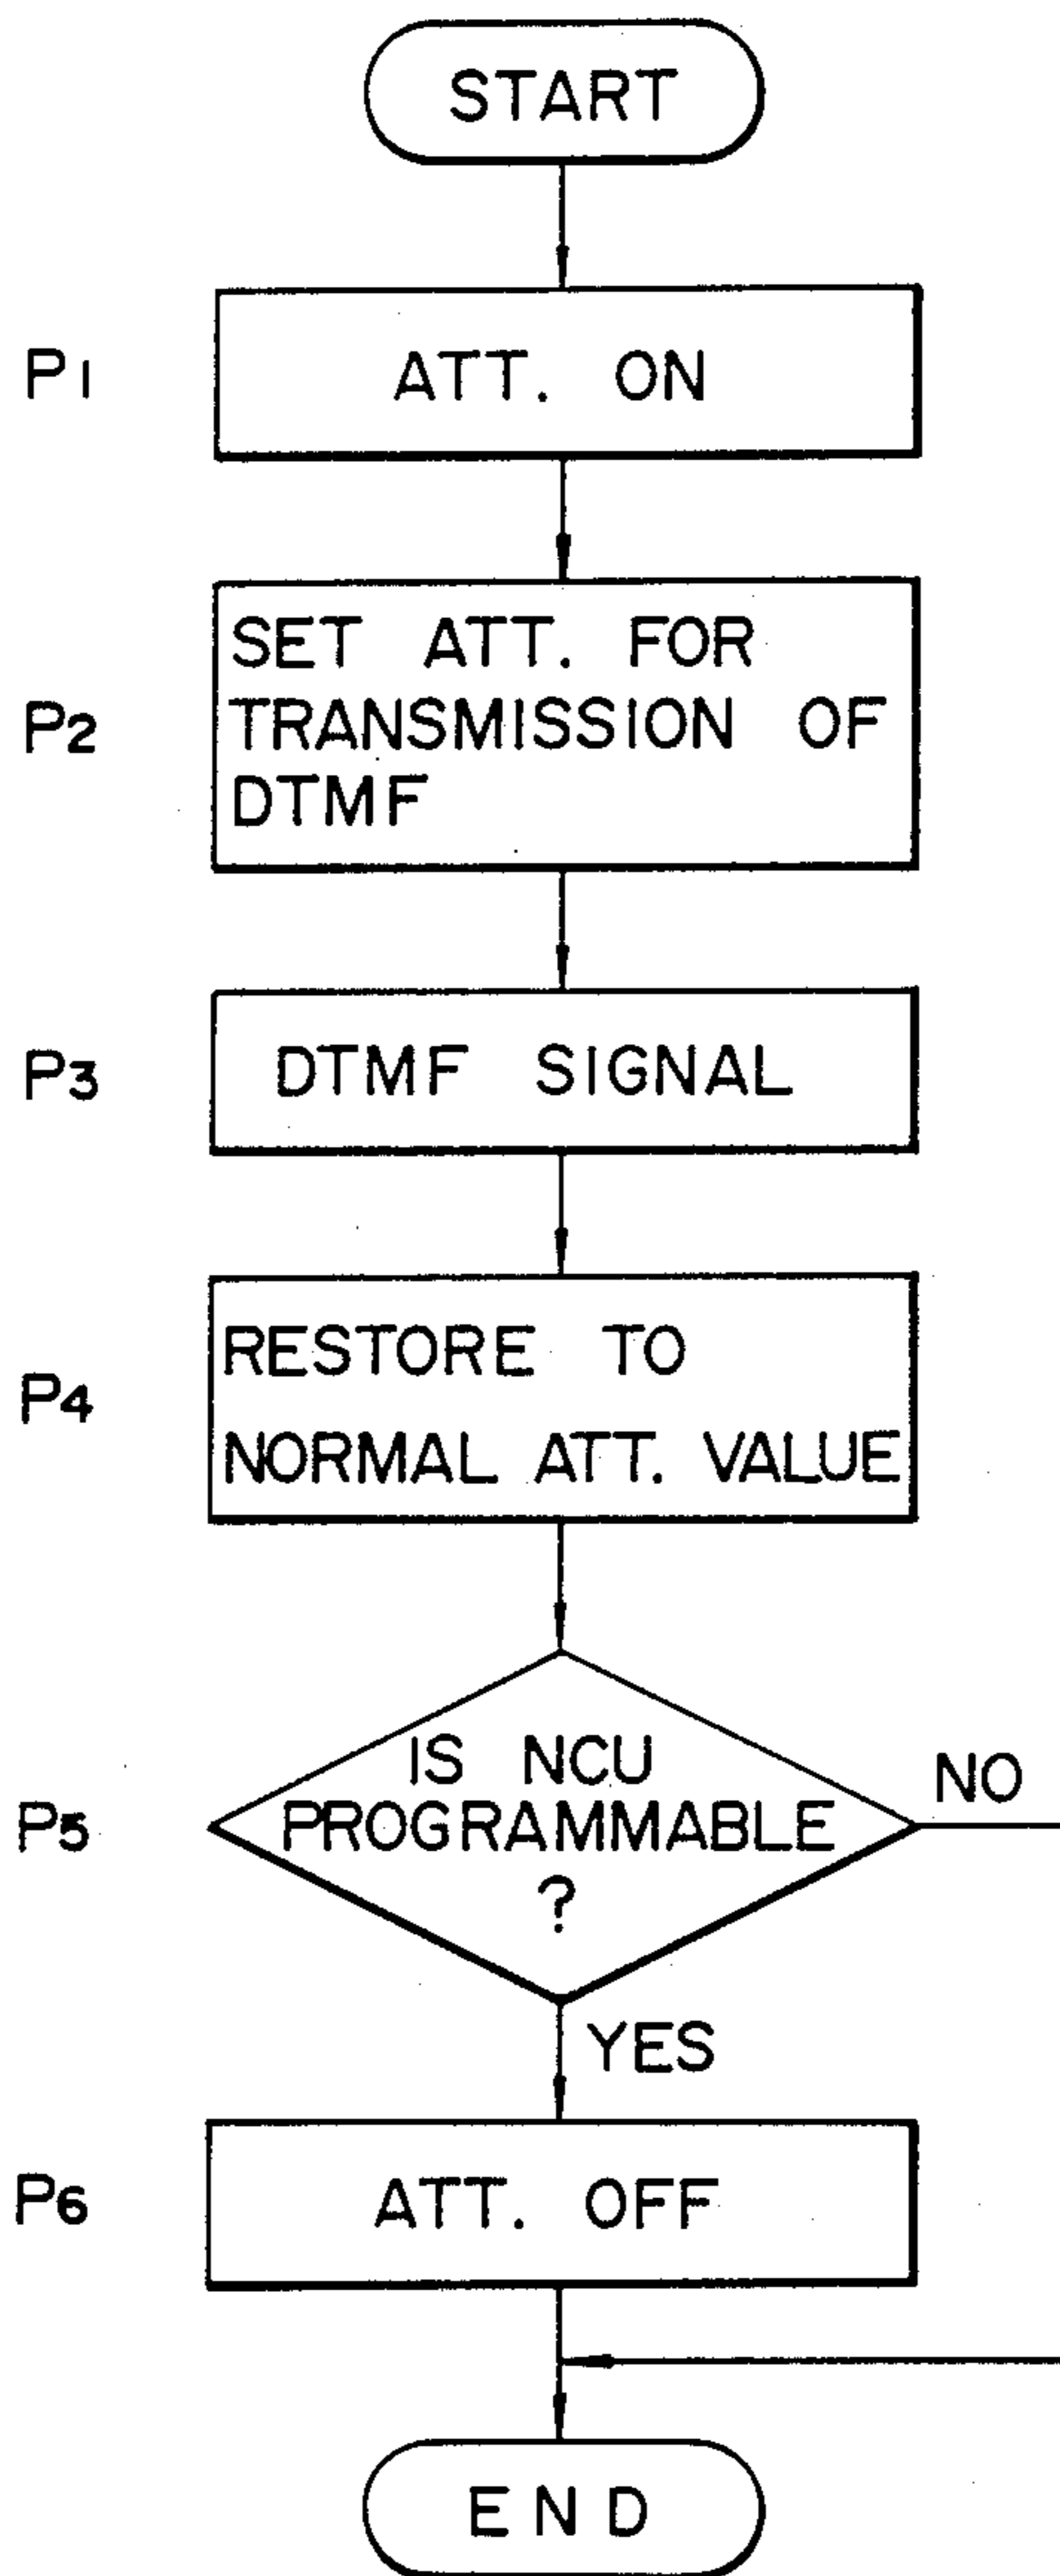 START
P1
ATT. ON
P2
SET ATT. FOR
TRANSMISSION OF
DTMF
P3
DTMF SIGNAL
P4
RESTORE TO
NORMAL ATT. VALUE
P5
IS NCU
PROGRAMMABLE
?
NO
YES
P6
ATT. OFF
END